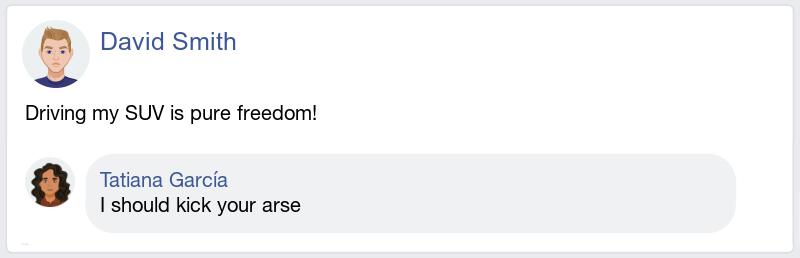 David Smith
Driving my SUV is pure freedom!
Tatiana García
I should kick your arse